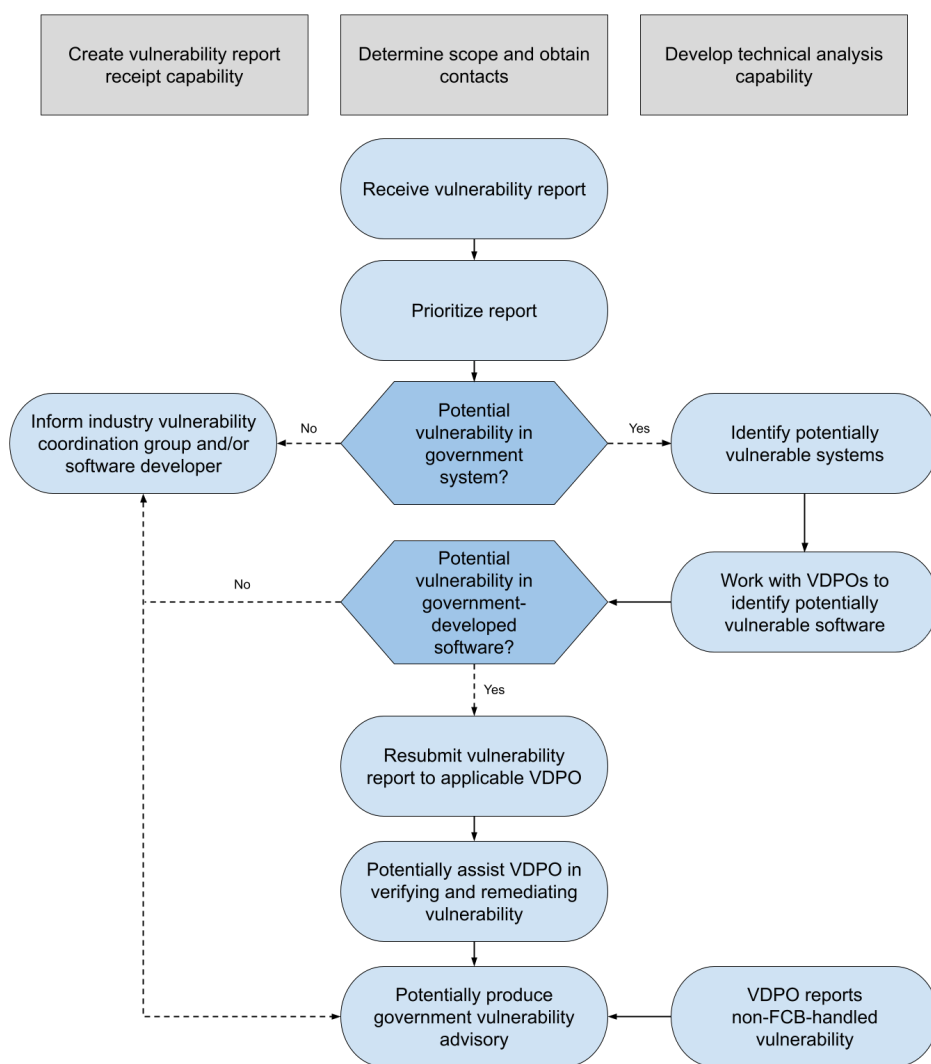 Create vulnerability report
receipt capability
Determine scope and obtain
contacts
Develop technical analysis
capability
Receive vulnerability report
Prioritize report
Inform industry vulnerability
coordination group and/or
software developer
No
Potential
vulnerability in
government
system?
Yes
Identify potentially
vulnerable systems
No
Potential
vulnerability in
government-
developed
software?
Work with VDPOs to
identify potentially
vulnerable software
Yes
Resubmit vulnerability
report to applicable VDPO
Potentially assist VDPO in
verifying and remediating
vulnerability
Potentially produce
government vulnerability
advisory
VDPO reports
non-FCB-handled
vulnerability